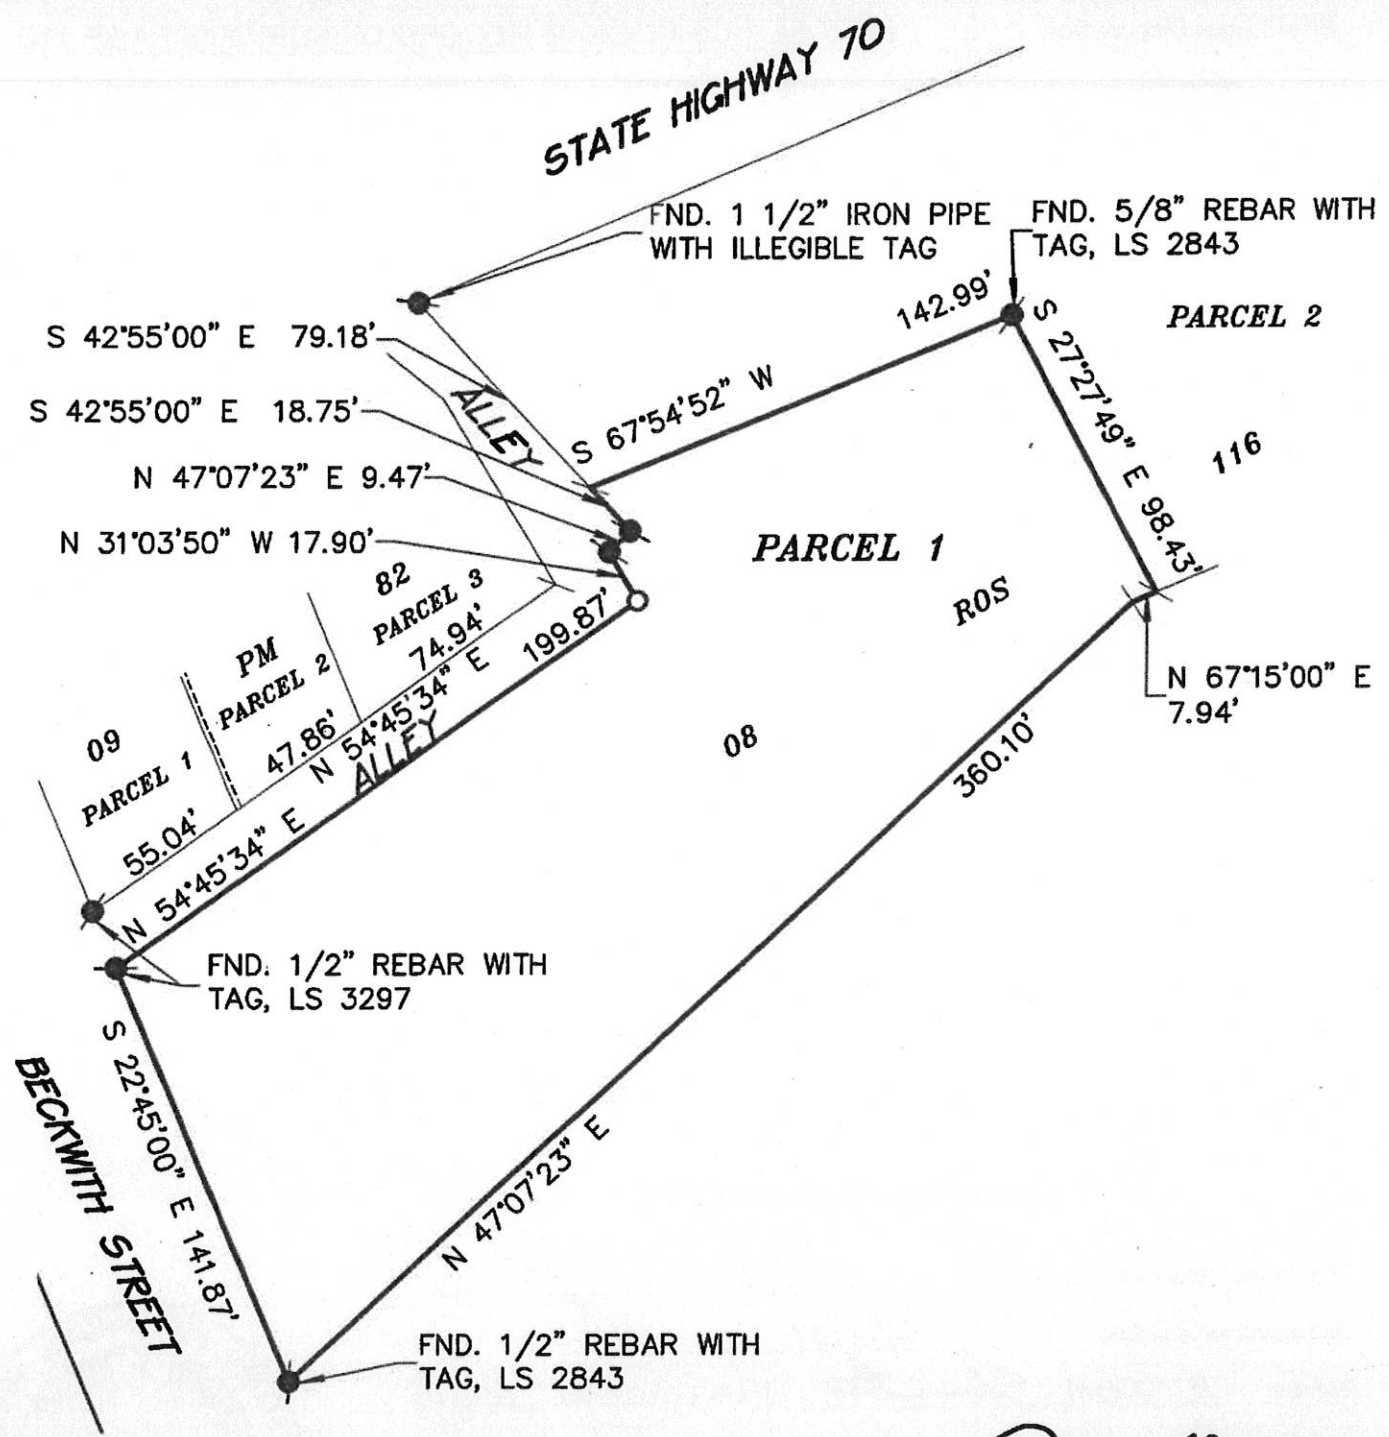 STATE HIGHWAY 70
FND. 1 1/2" IRON PIPE
WITH ILLEGIBLE TAG
FND. 5/8" REBAR WITH
TAG, LS 2843
S 42°55'00" E 79.18'
S 42°55'00" E 18.75'
N 47°07'23" E 9.47'
N 31°03'50" W 17.90'
ALLEY
S 67°54'52" W 142.99'
S 27°27'49" E 98.43'
PARCEL 2
116
PARCEL 1
ROS
08
N 67°15'00" E
7.94'
82
PARCEL 3
74.94'
PM
PARCEL 2
47.86'
N 54°45'34" E
09
PARCEL 1
55.04'
N 54°45'34" E 199.87'
ALLEY
FND. 1/2" REBAR WITH
TAG, LS 3297
S 22°45'00" E 141.87'
BECKWITH STREET
N 47°07'23" E 360.10'
FND. 1/2" REBAR WITH
TAG, LS 2843